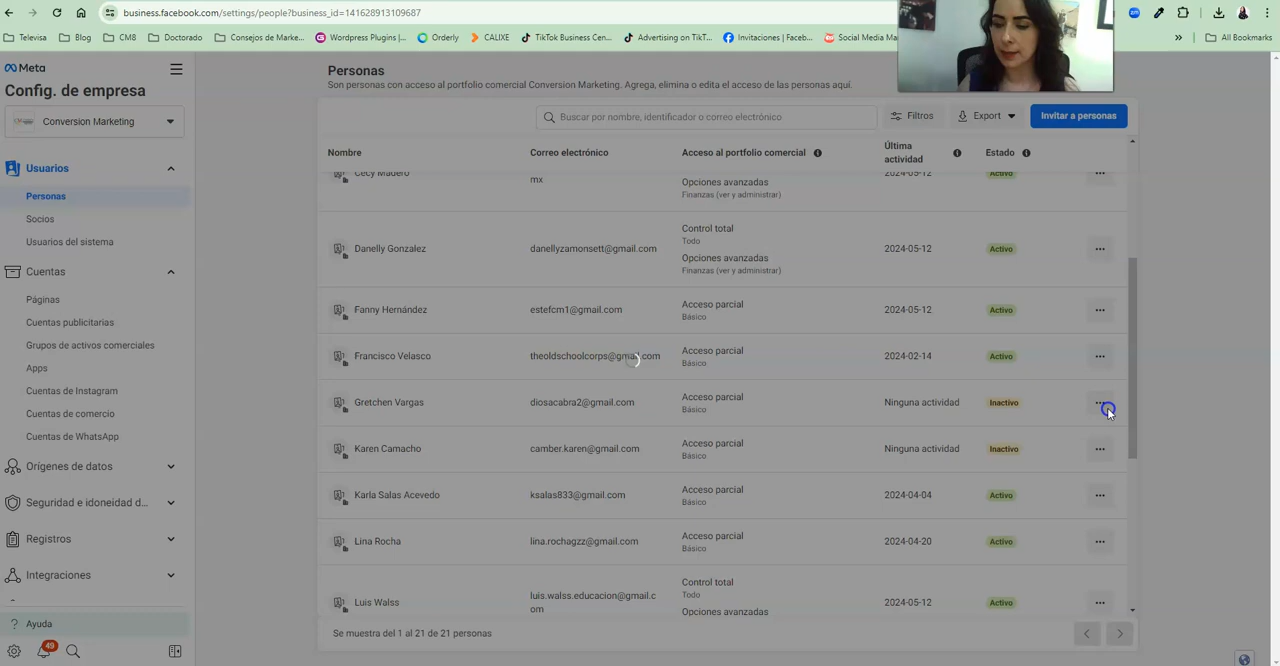 business.facebook.com/settings/people?business_id=141628913109687
Televisa
Blog
CM8
Doctorado
Consejos de Marke...
Wordpress Plugins |...
Orderly
CALIXE
TikTok Business Cen...
Advertising on TikT...
Invitaciones | Faceb...
Social Media Ma
All Bookmarks
Meta
Config. de empresa
Conversion Marketing
Usuarios
Personas
Socios
Usuarios del sistema
Cuentas
Páginas
Cuentas publicitarias
Grupos de activos comerciales
Apps
Cuentas de Instagram
Cuentas de comercio
Cuentas de WhatsApp
Orígenes de datos
Seguridad e idoneidad d...
Registros
Integraciones
Ayuda
49
Personas
Son personas con acceso al portfolio comercial Conversion Marketing. Agrega, elimina o edita el acceso de las personas aquí.
Buscar por nombre, identificador o correo electrónico
Filtros
Export
Invitar a personas
Nombre
Correo electrónico
Acceso al portfolio comercial
Última
actividad
Estado
Cecy Madero
mx
Opciones avanzadas
Finanzas (ver y administrar)
2024-05-12
Activo
Danelly Gonzalez
danellyzamonsett@gmail.com
Control total
Todo
Opciones avanzadas
Finanzas (ver y administrar)
2024-05-12
Activo
Fanny Hernández
estefcm1@gmail.com
Acceso parcial
Básico
2024-05-12
Activo
Francisco Velasco
theoldschoolcorps@gmail.com
Acceso parcial
Básico
2024-02-14
Activo
Gretchen Vargas
diosacabra2@gmail.com
Acceso parcial
Básico
Ninguna actividad
Inactivo
Karen Camacho
camber.karen@gmail.com
Acceso parcial
Básico
Ninguna actividad
Inactivo
Karla Salas Acevedo
ksalas833@gmail.com
Acceso parcial
Básico
2024-04-04
Activo
Lina Rocha
lina.rochagzz@gmail.com
Acceso parcial
Básico
2024-04-20
Activo
Luis Walss
luis.walss.educacion@gmail.c
om
Control total
Todo
Opciones avanzadas
2024-05-12
Activo
Se muestra del 1 al 21 de 21 personas